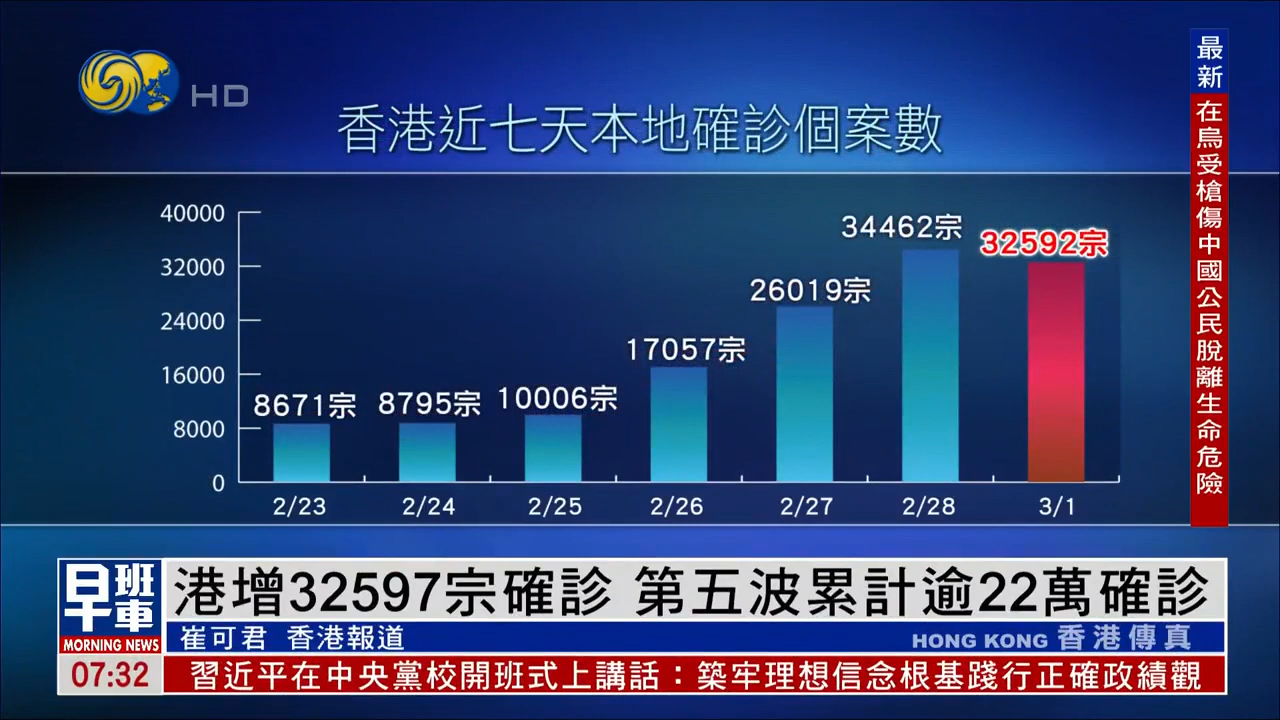 HD
香港近七天本地確診個案數
最新 在烏受槍傷中國公民脫離生命危險
40000
32000
24000
16000
8000
0
8671宗
8795宗
10006宗
17057宗
26019宗
34462宗
32592宗
2/23
2/24
2/25
2/26
2/27
2/28
3/1
早班車
MORNING NEWS
港增32597宗確診 第五波累計逾22萬確診
崔可君 香港報道
HONG KONG 香港傳真
07:32
習近平在中央黨校開班式上講話：築牢理想信念根基踐行正確政績觀